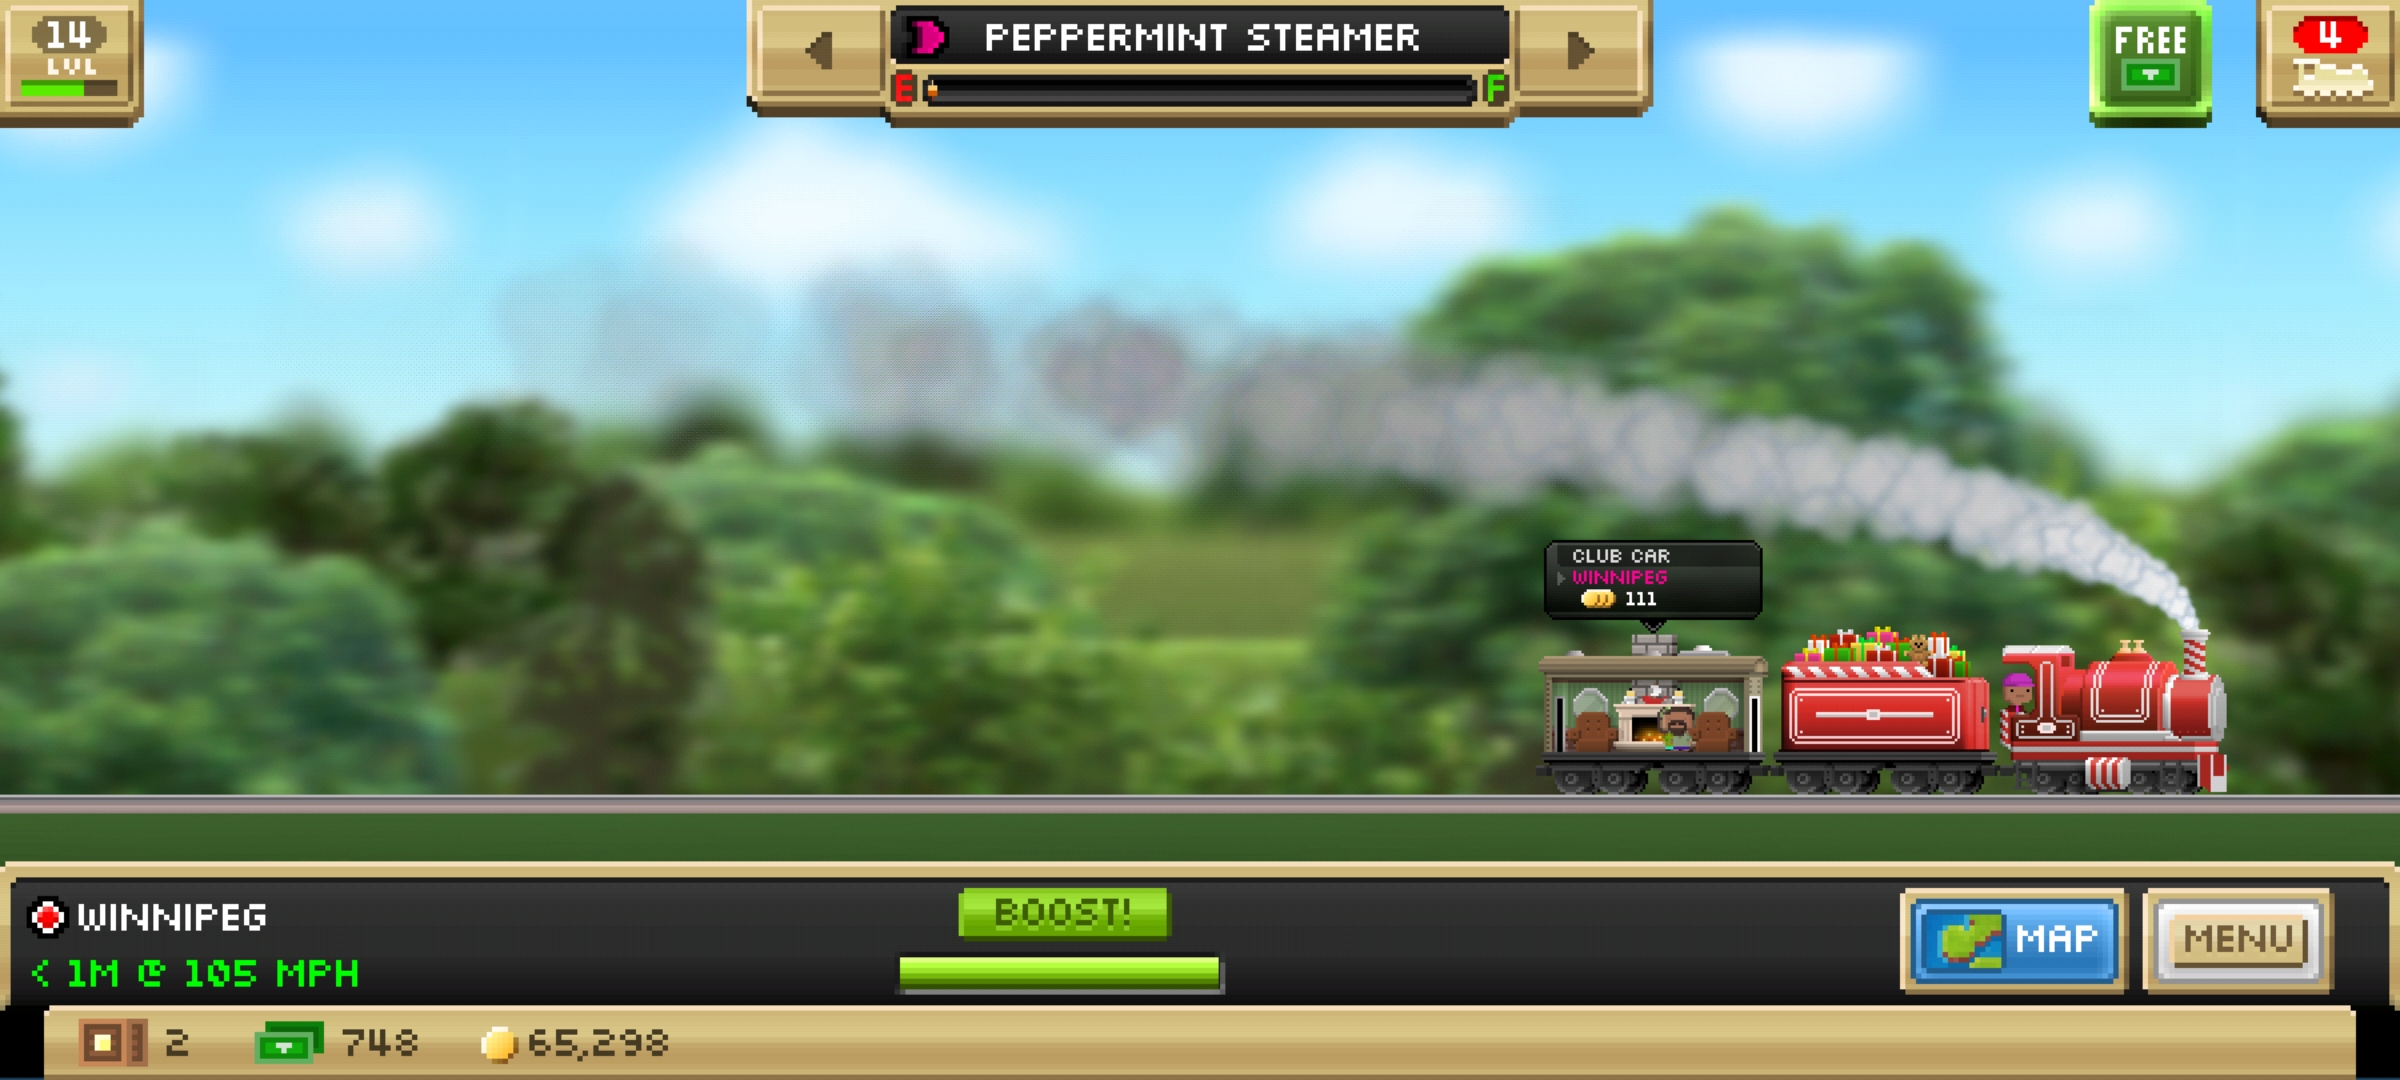 14
LVL
PEPPERMINT STEAMER
E F
FREE
4
CLUB CAR
WINNIPEG
111
WINNIPEG
< 1M @ 105 MPH
BOOST!
MAP
MENU
2 748 65,298